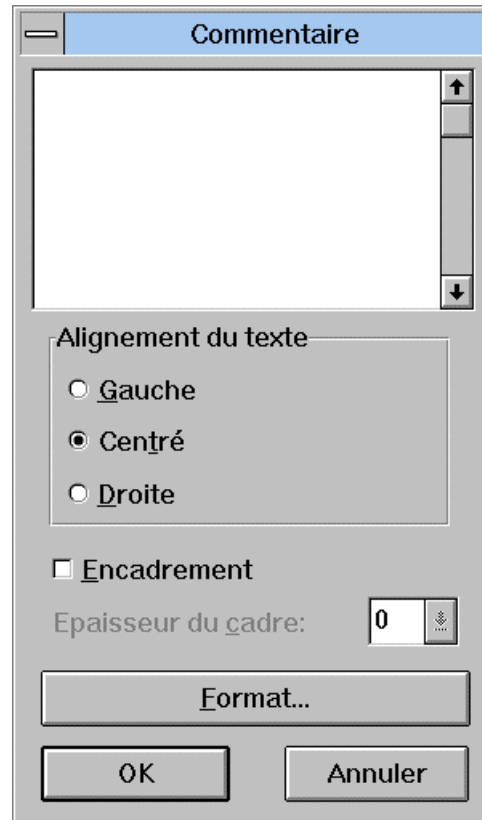 Commentaire
Alignement du texte
Gauche
Centré
Droite
Encadrement
Epaisseur du cadre: 0
Format...
OK Annuler